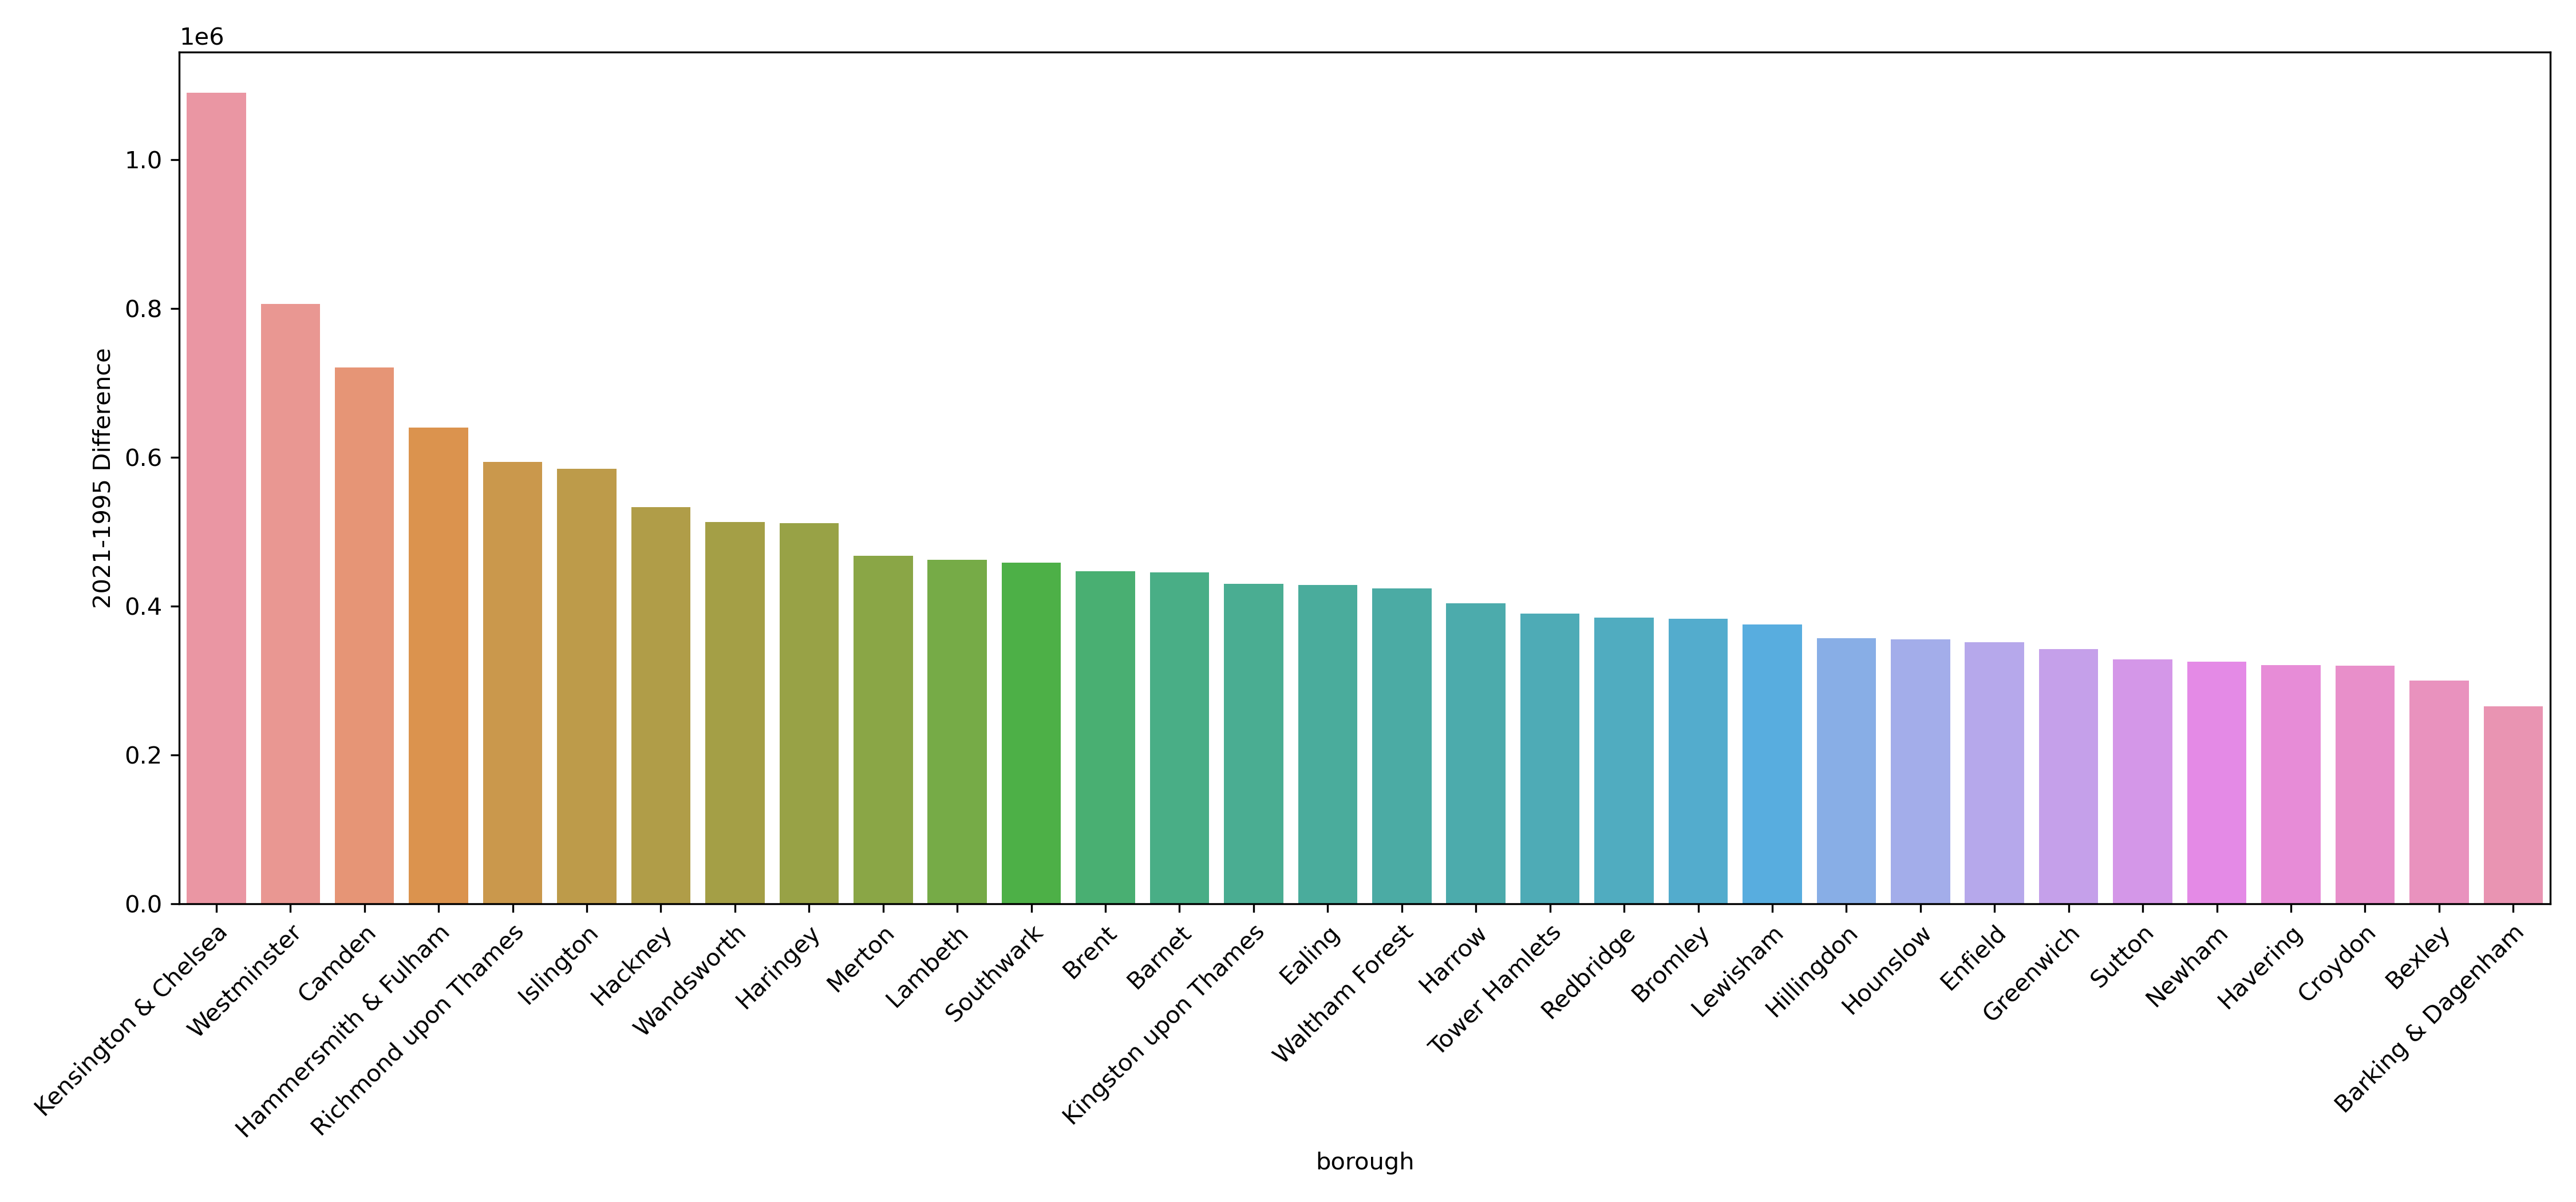 1e6
1.0
0.8
0.6
0.4
0.2
0.0
2021-1995 Difference
Kensington & Chelsea
Westminster
Camden
Hammersmith & Fulham
Richmond upon Thames
Islington
Hackney
Wandsworth
Haringey
Merton
Lambeth
Southwark
Brent
Barnet
Kingston upon Thames
Ealing
Waltham Forest
Harrow
Tower Hamlets
Redbridge
Bromley
Lewisham
Hillingdon
Hounslow
Enfield
Greenwich
Sutton
Newham
Havering
Croydon
Bexley
Barking & Dagenham
borough